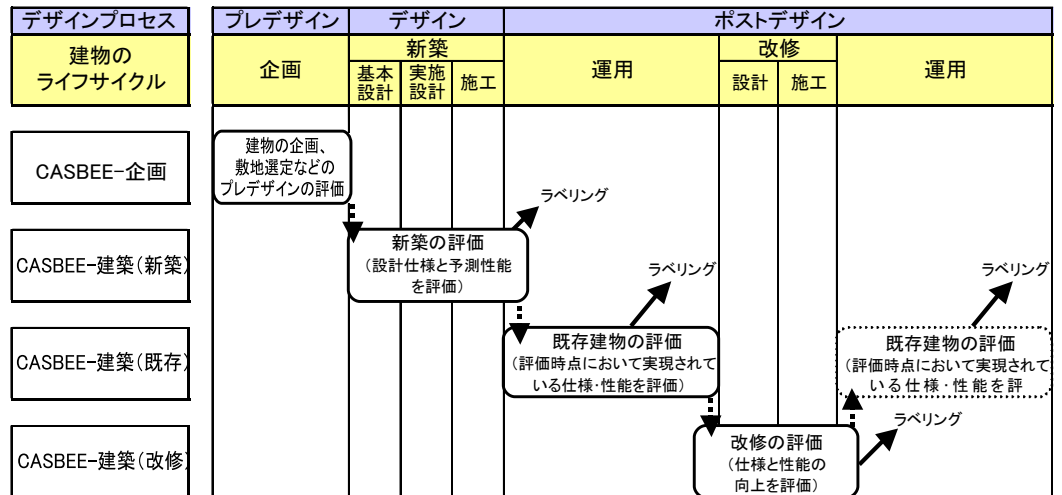 デザインプロセス
プレデザイン
デザイン
ポストデザイン
建物の
ライフサイクル
企画
新築
基本
設計
実施
設計
施工
運用
改修
設計
施工
運用
CASBEE-企画
建物の企画、
敷地選定などの
プレデザインの評価
ラベリング
CASBEE-建築(新築)
新築の評価
(設計仕様と予測性能
を評価)
ラベリング
ラベリング
CASBEE-建築(既存)
既存建物の評価
(評価時点において実現されて
いる仕様・性能を評価)
既存建物の評価
(評価時点において実現されて
いる仕様・性能を評
ラベリング
CASBEE-建築(改修)
改修の評価
(仕様と性能の
向上を評価)